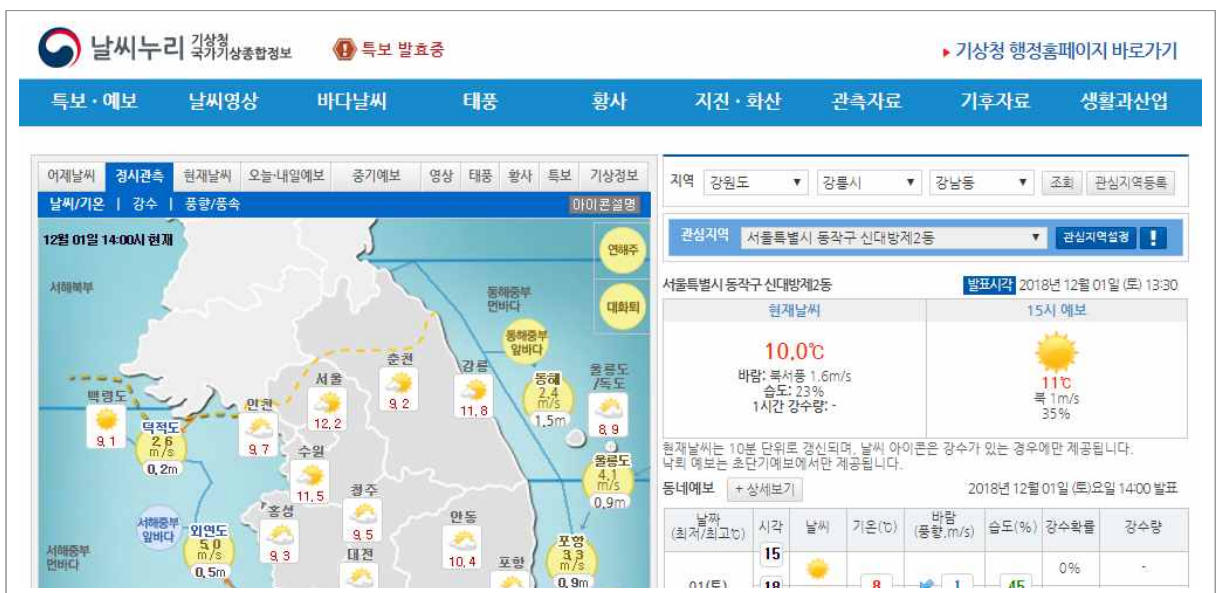 날씨누리 기상청 국가기상종합정보
특보 발효중
기상청 행정홈페이지 바로가기
특보·예보 날씨영상 바다날씨 태풍 황사 지진·화산 관측자료 기후자료 생활과산업
어제날씨 정시관측 현재날씨 오늘·내일예보 중기예보 영상 태풍 황사 특보 기상정보
날씨/기온 | 강수 | 풍향/풍속 아이콘설명
12월 01일 14:00시 현재
연해주
서해북부
동해중부
먼바다
대화퇴
동해중부
앞바다
춘천
9.2
강릉
11.8
동해
2.4
m/s
1.5m
울릉도
/독도
8.9
서울
12.2
백령도
9.1
인천
9.7
덕적도
2.6
m/s
0.2m
수원
11.5
울릉도
4.1
m/s
0.9m
청주
9.5
서해중부
앞바다
외연도
5.0
m/s
0.5m
홍성
9.3
안동
10.4
포항
포항
3.3
m/s
0.9m
서해중부
먼바다
대전
지역 강원도 강릉시 강남동 조회 관심지역등록
관심지역 서울특별시 동작구 신대방제2동 관심지역설정 !
서울특별시 동작구 신대방제2동 발표시각 2018년 12월 01일 (토) 13:30
현재날씨 15시 예보
10.0℃
바람: 북서풍 1.6m/s
습도: 23%
1시간 강수량: -
11℃
북 1m/s
35%
현재날씨는 10분 단위로 갱신되며, 날씨 아이콘은 강수가 있는 경우에만 제공됩니다.
낙뢰 예보는 초단기예보에서만 제공됩니다.
동네예보 + 상세보기 2018년 12월 01일 (토)요일 14:00 발표
날짜
(최저/최고℃) 시각 날씨 기온(℃) 바람
(풍향,m/s) 습도(%) 강수확률 강수량
15
0% -
01(토) 18 8 1 45